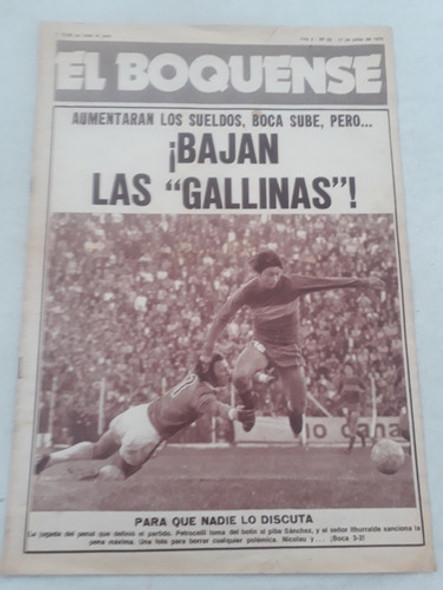 EL BOQUENSE
AUMENTARAN LOS SUELDOS, BOCA SUBE, PERO...
¡BAJAN
LAS "GALLINAS"!
PARA QUE NADIE LO DISCUTA
La jugada del penal que definió el partido. Petrocelli toma del botín al pibe Sánchez, y el señor Ithurralde sanciona la
pena máxima. Una foto para borrar cualquier polémica. Nicolau y... ¡Boca 3-2!